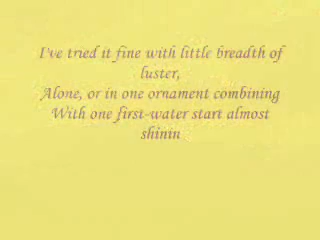 I've tried it fine with little breadth of
luster,
Alone, or in one ornament combining
With one first-water start almost
shinin